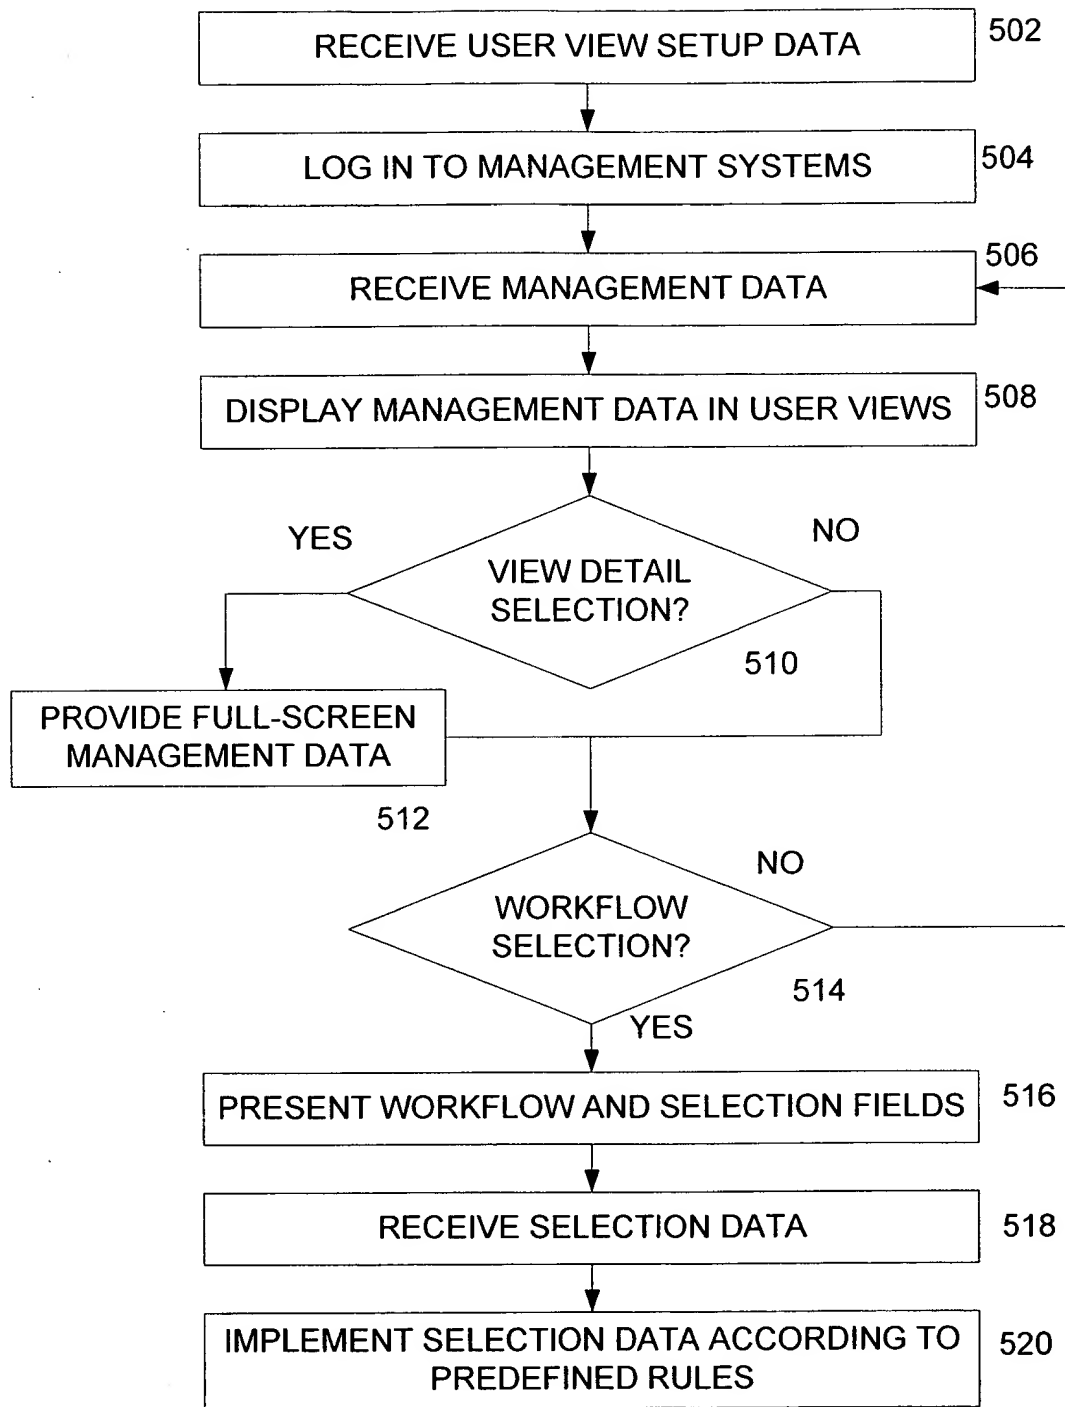 RECEIVE USER VIEW SETUP DATA
502
LOG IN TO MANAGEMENT SYSTEMS
504
506
RECEIVE MANAGEMENT DATA
DISPLAY MANAGEMENT DATA IN USER VIEWS
508
YES
NO
VIEW DETAIL
SELECTION?
510
PROVIDE FULL-SCREEN
MANAGEMENT DATA
512
NO
WORKFLOW
SELECTION?
514
YES
PRESENT WORKFLOW AND SELECTION FIELDS
516
RECEIVE SELECTION DATA
518
IMPLEMENT SELECTION DATA ACCORDING TO
PREDEFINED RULES
520